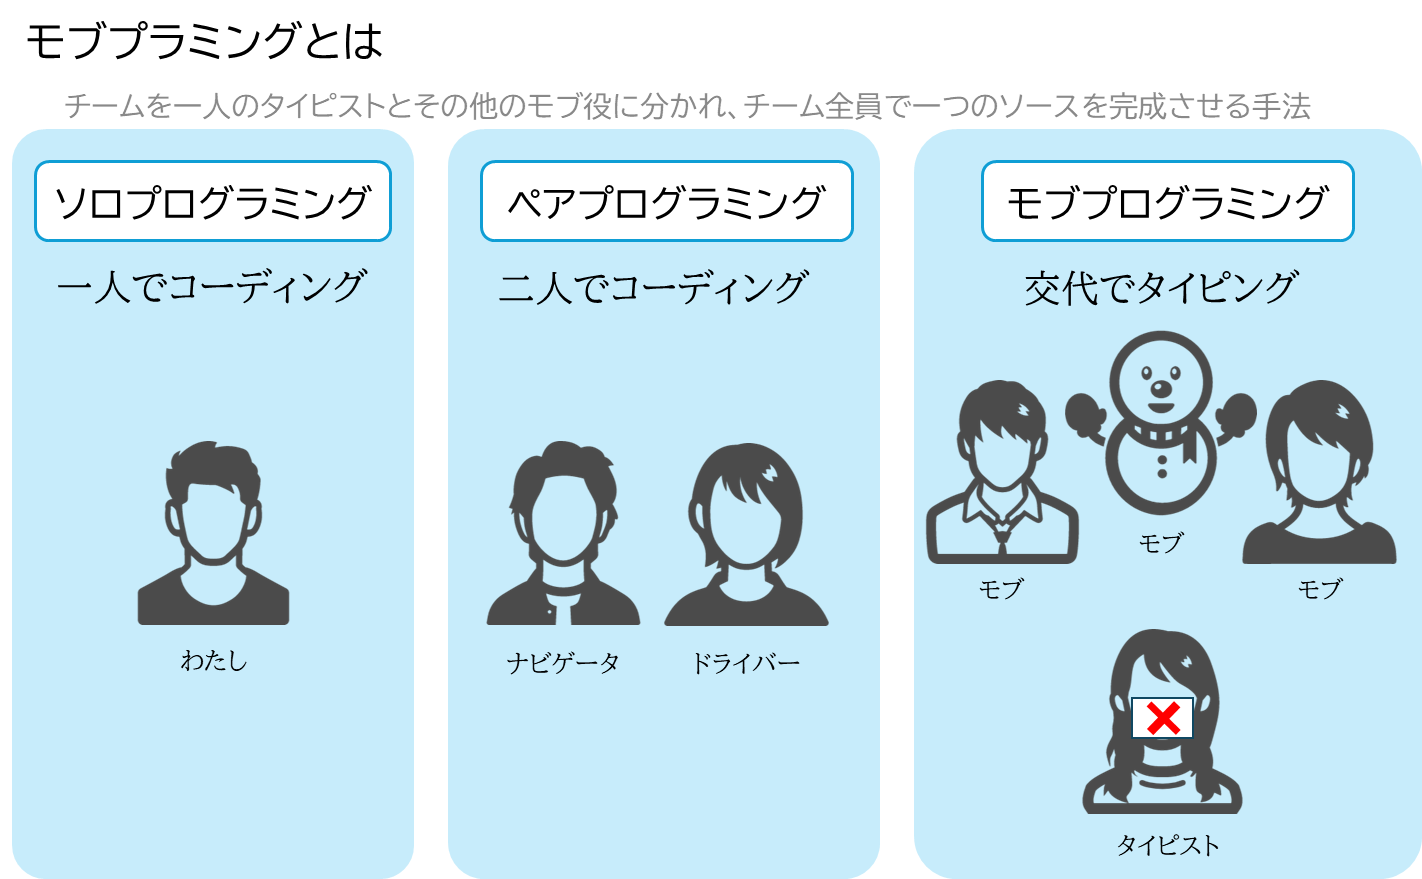 モブプラミングとは
チームを一人のタイピストとその他のモブ役に分かれ、チーム全員で一つのソースを完成させる手法
ソロプログラミング
一人でコーディング
わたし
ペアプログラミング
二人でコーディング
ナビゲータ
ドライバー
モブプログラミング
交代でタイピング
モブ
モブ
モブ
タイピスト